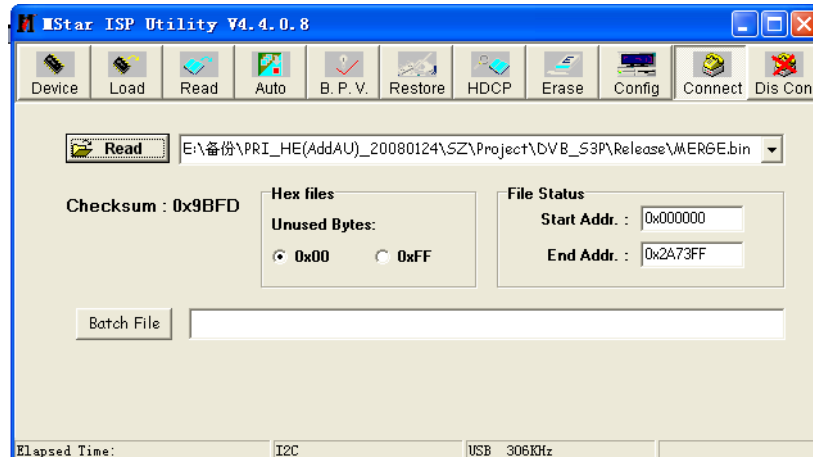 MStar ISP Utility V4.4.0.8
Device Load Read Auto B. P. V. Restore HDCP Erase Config Connect Dis Con
Read E:\备份\PRI_HE(AddAU)_20080124\SZ\Project\DVB_S3P\Release\MERGE.bin
Hex files File Status
Checksum : 0x9BFD
Unused Bytes:
Start Addr. : 0x000000
0x00 0xFF
End Addr. : 0x2A73FF
Batch File
Elapsed Time: I2C USB 306KHz